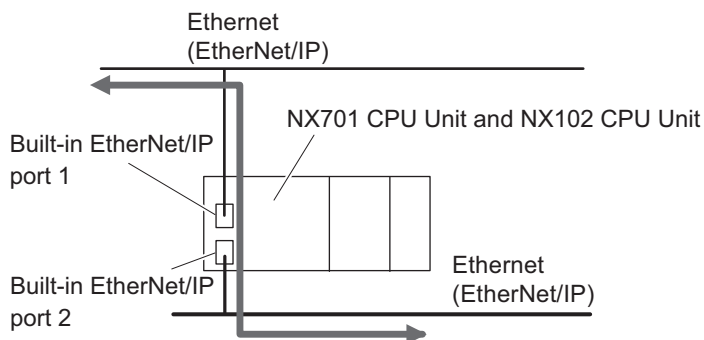 Ethernet
(EtherNet/IP)
NX701 CPU Unit and NX102 CPU Unit
Built-in EtherNet/IP
port 1
Built-in EtherNet/IP
port 2
Ethernet
(EtherNet/IP)